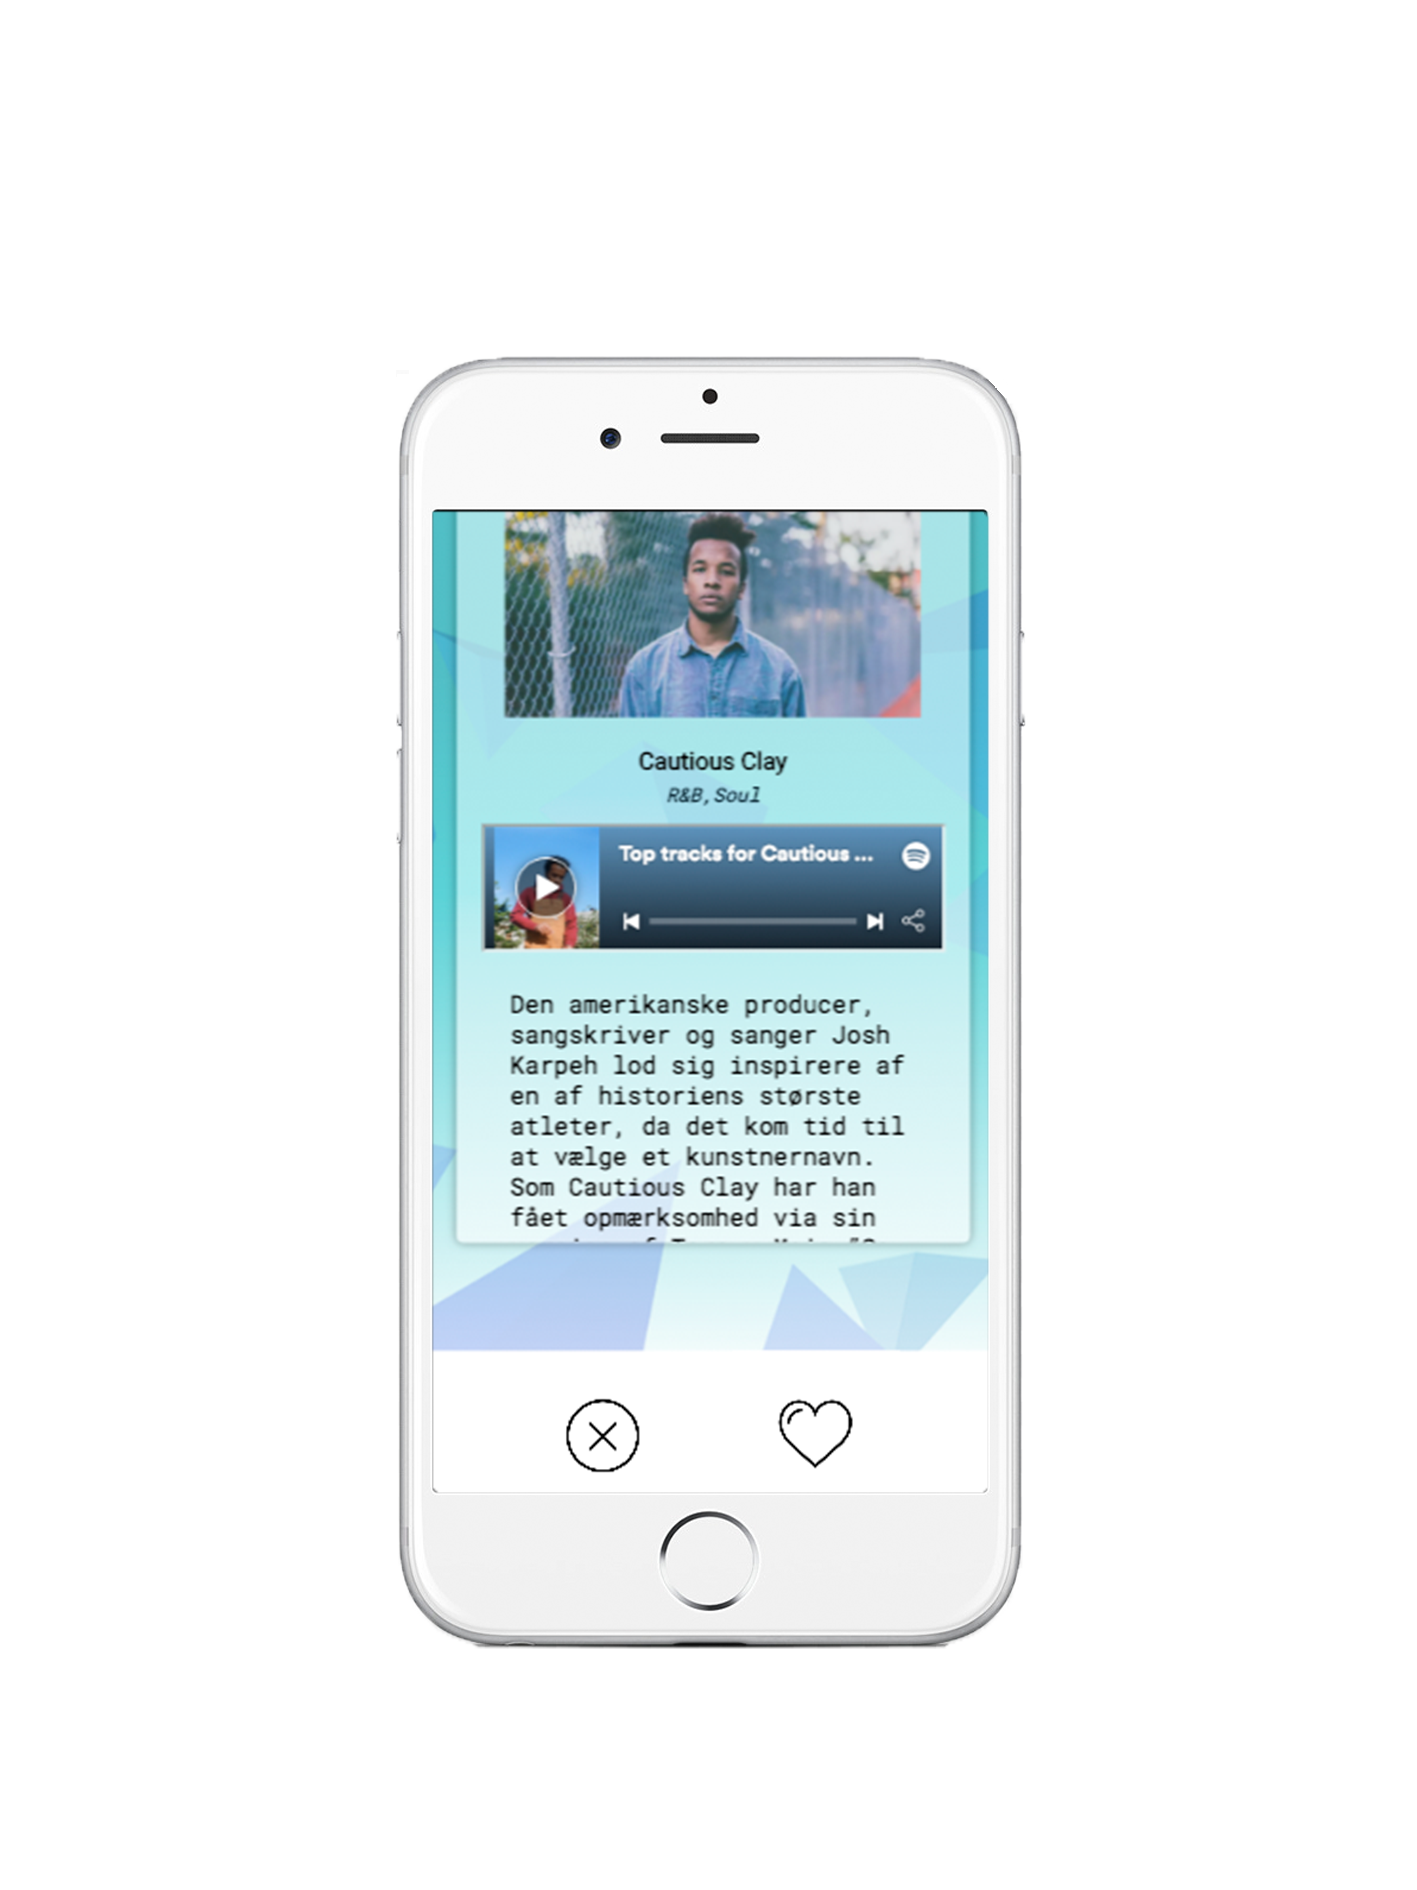 Cautious Clay
R&B,Soul
Top tracks for Cautious ...
Den amerikanske producer,
sangskriver og sanger Josh
Karpeh lod sig inspirere af
en af historiens største
atleter, da det kom tid til
at vælge et kunstnernavn.
Som Cautious Clay har han
fået opmærksomhed via sin